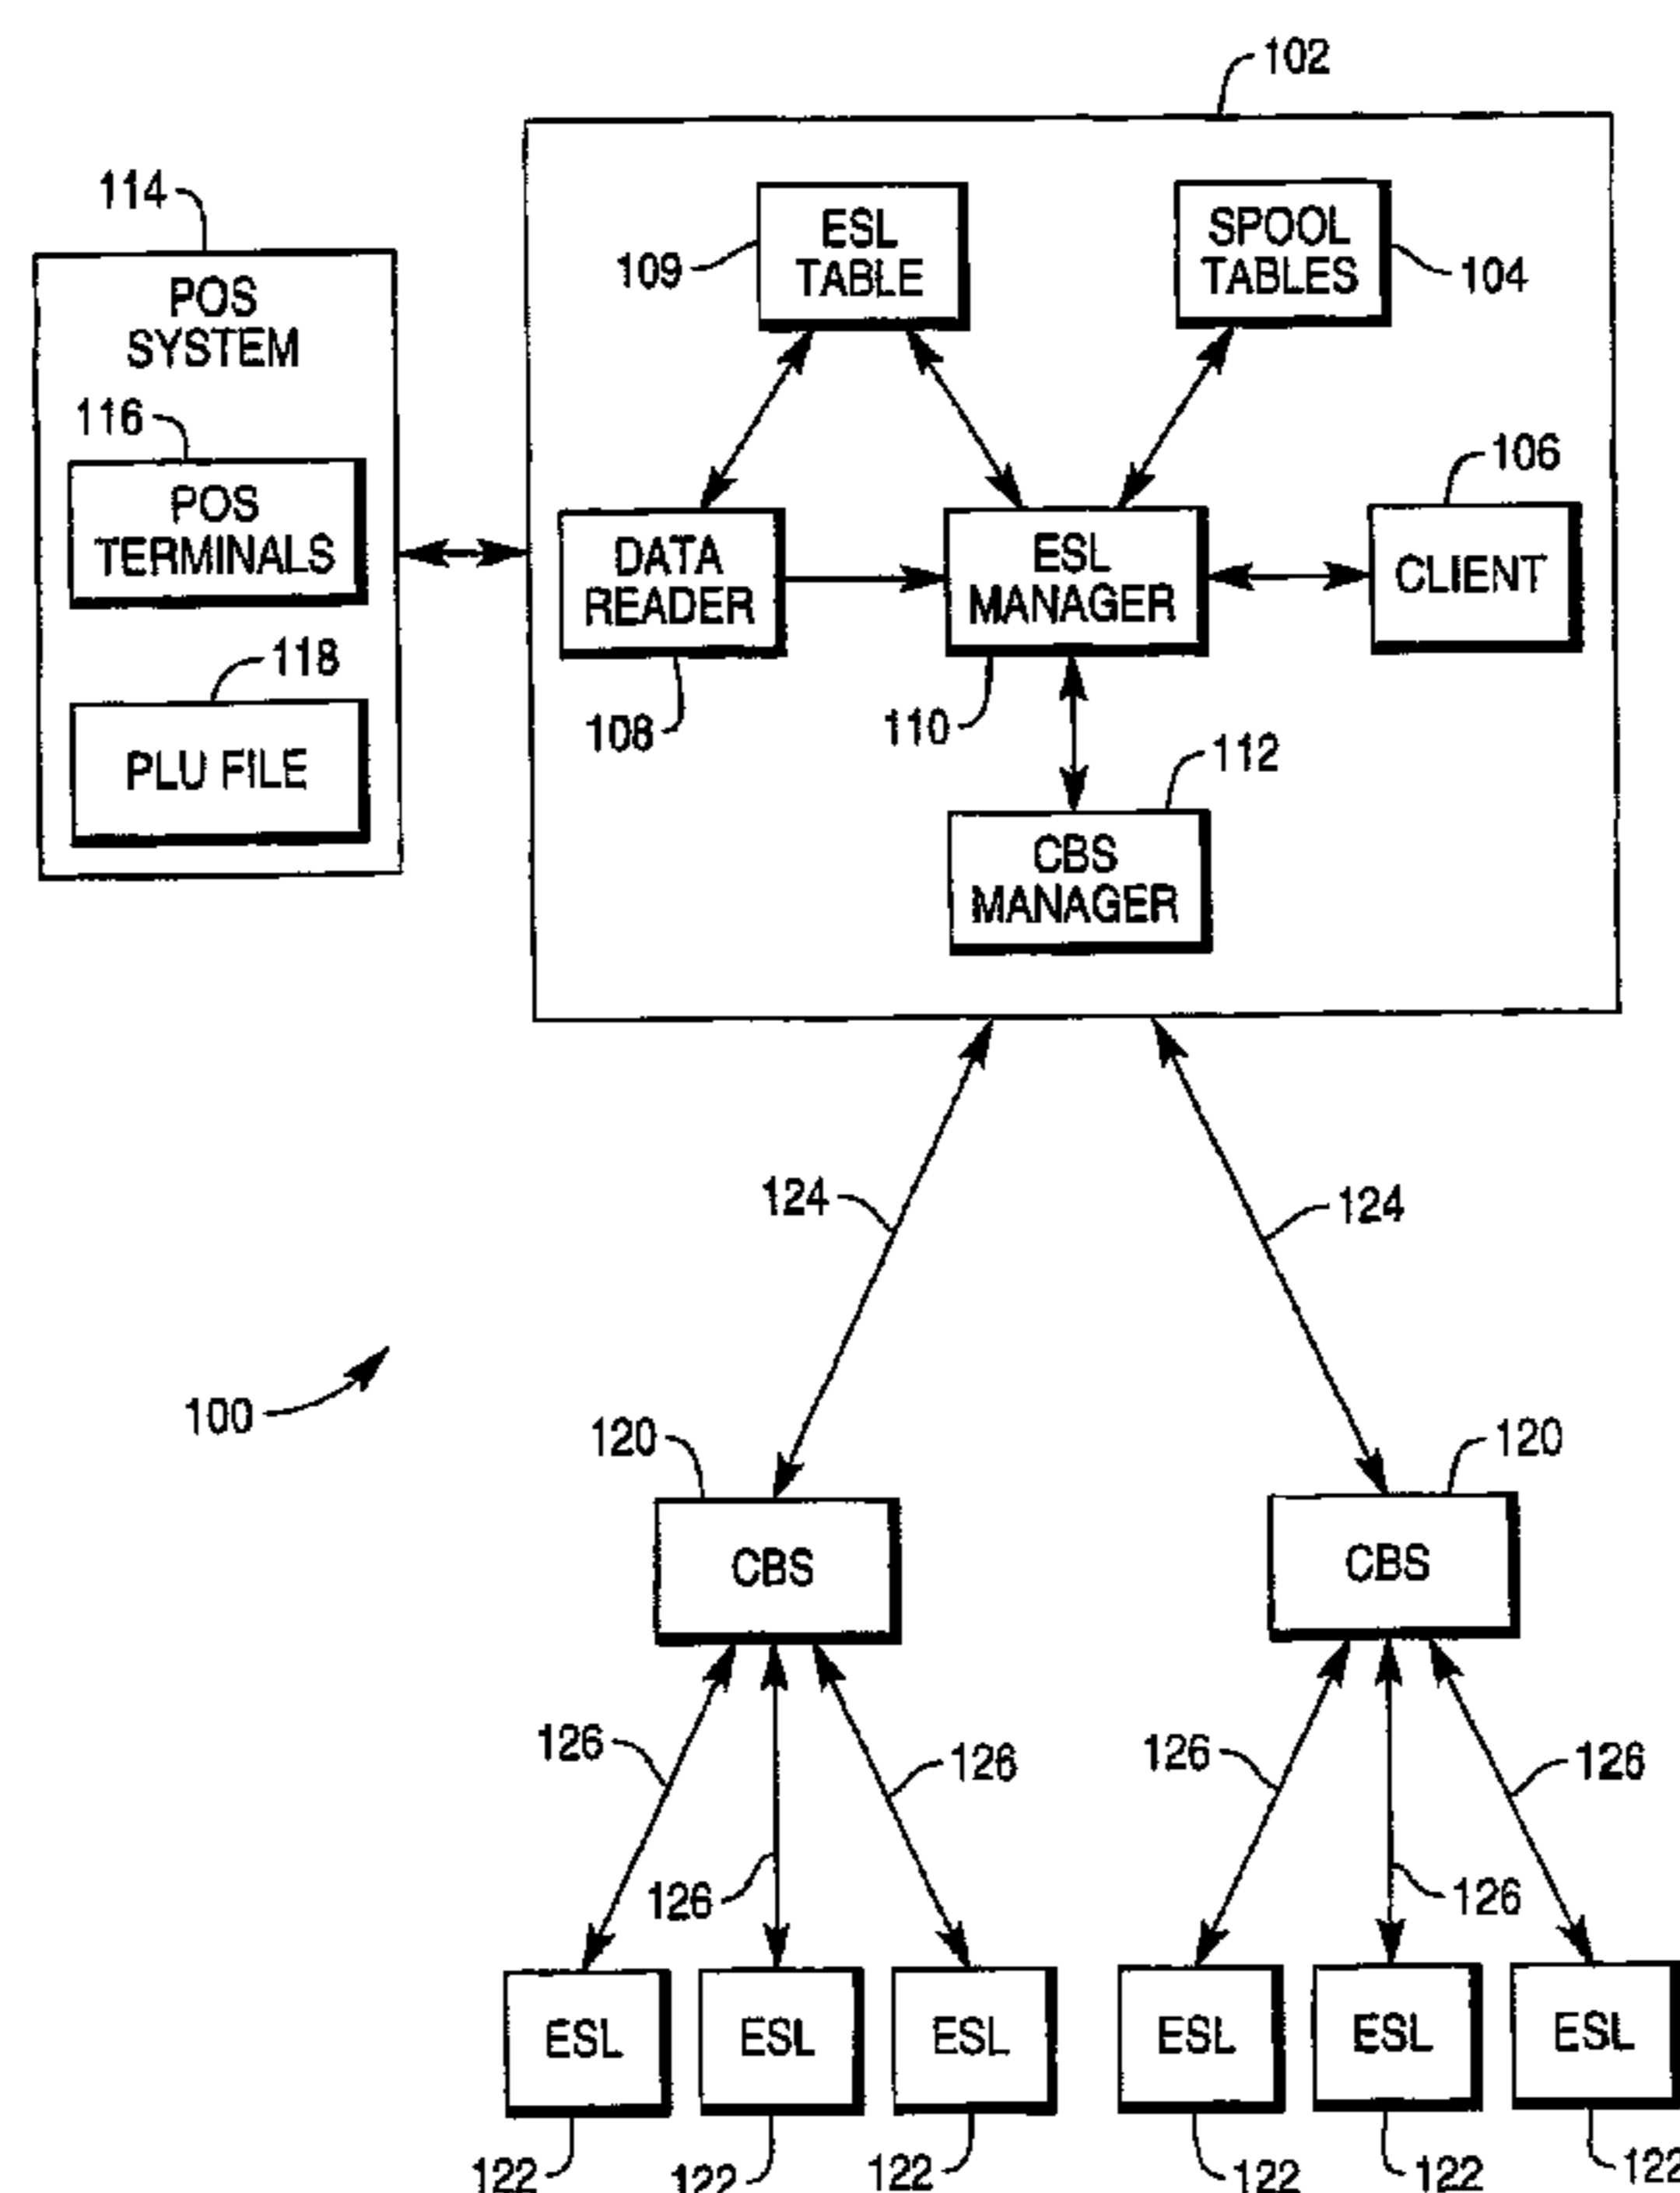 102
114
POS
SYSTEM
116
POS
TERMINALS
118
PLU FILE
109
ESL
TABLE
SPOOL
TABLES
104
106
DATA
READER
ESL
MANAGER
CLIENT
108
110
112
CBS
MANAGER
124
124
100
120
120
CBS
CBS
126
126
126
126
126
126
ESL
ESL
ESL
ESL
ESL
ESL
122
122
122
122
122
122